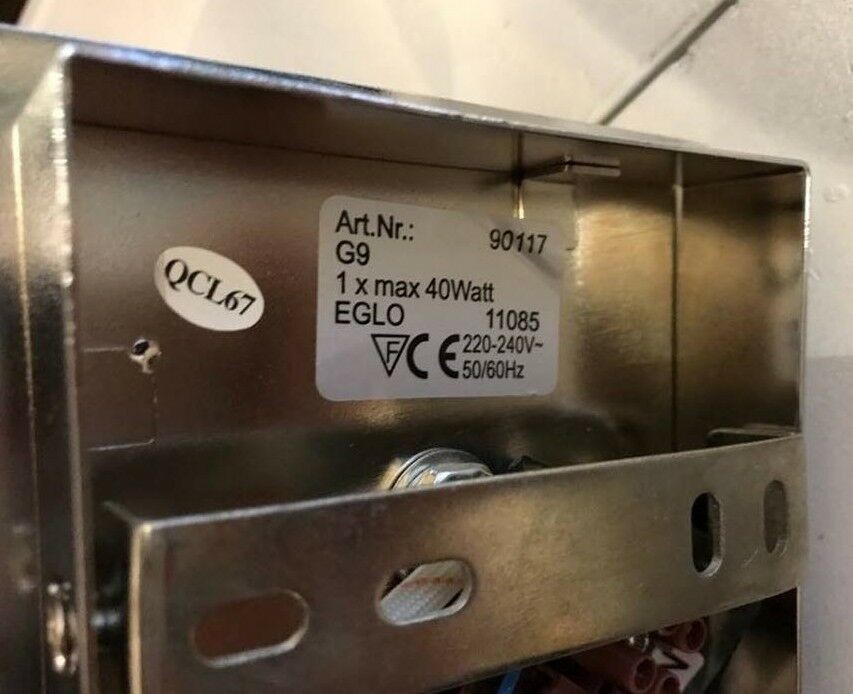 QCL67
Art.Nr.: 90117
G9
1 x max 40Watt
EGLO 11085
F CE 220-240V~
50/60Hz
N